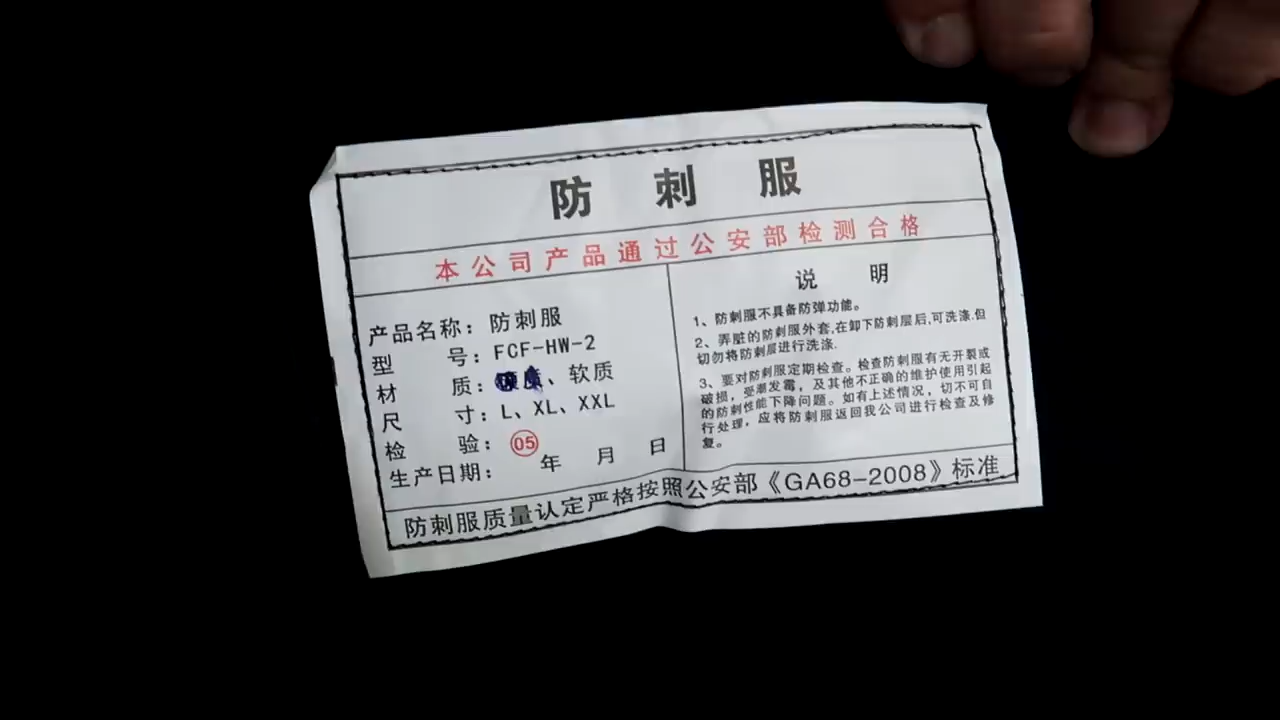 防刺服
本公司产品通过公安部检测合格
产品名称：防刺服
型号：FCF-HW-2
材质：、软质
尺寸：L、XL、XXL
检验：05
生产日期：年月日
说明
1、防刺服不具备防弹功能。
2、弄脏的防刺服外套,在卸下防刺层后,可洗涤.但
切勿将防刺层进行洗涤.
3、要对防刺服定期检查。检查防刺服有无开裂或
破损，受潮发霉，及其他不正确的维护使用引起
的防刺性能下降问题。如有上述情况，切不可自
行处理，应将防刺服返回我公司进行检查及修
复。
防刺服质量认定严格按照公安部《GA68-2008》标准